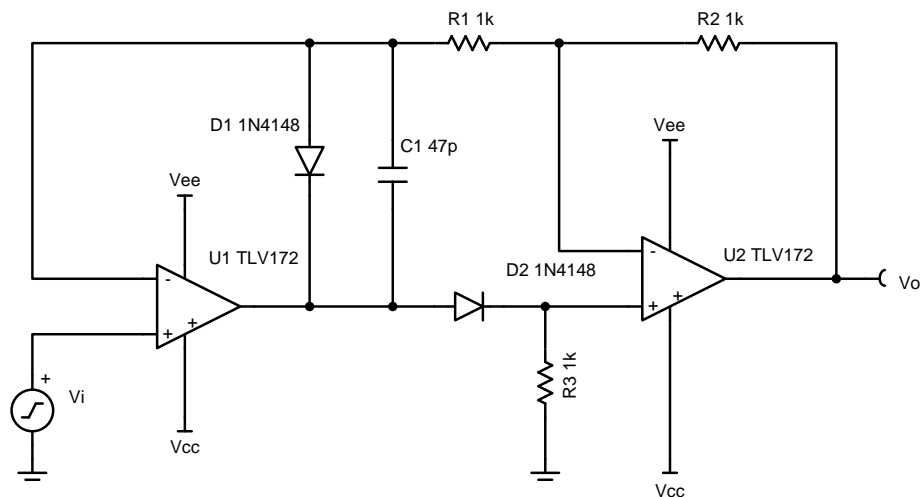 R1 1k
R2 1k
D1 1N4148
C1 47p
Vee
Vee
U1 TLV172
D2 1N4148
U2 TLV172
-
-
+
+
+
+
+
Vi
R3 1k
Vo
Vcc
Vcc